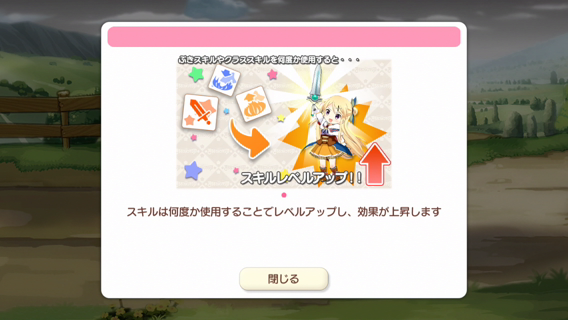 ぶきスキルやクラススキルを何度か使用すると・・・
スキルレベルアップ！！
スキルは何度か使用することでレベルアップし、効果が上昇します
閉じる